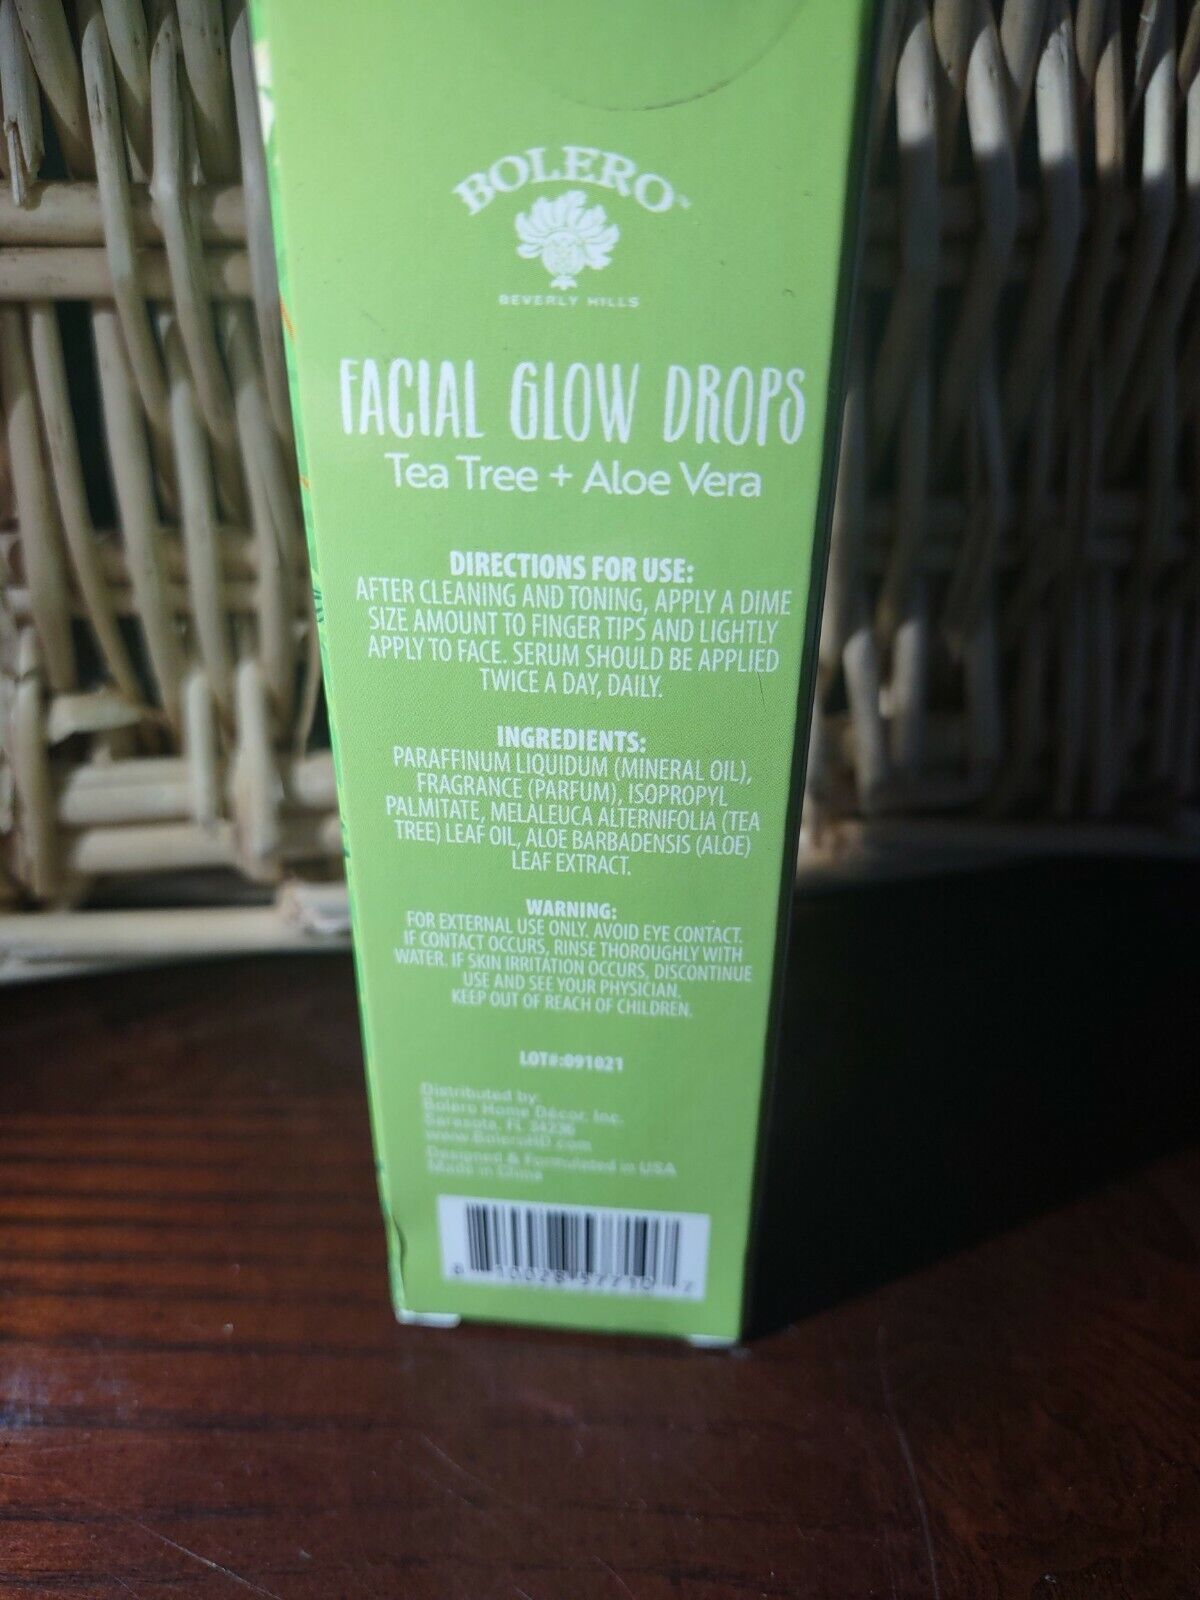 BOLERO™
BEVERLY HILLS
FACIAL GLOW DROPS
Tea Tree + Aloe Vera
DIRECTIONS FOR USE:
AFTER CLEANING AND TONING, APPLY A DIME
SIZE AMOUNT TO FINGER TIPS AND LIGHTLY
APPLY TO FACE. SERUM SHOULD BE APPLIED
TWICE A DAY, DAILY.
INGREDIENTS:
PARAFFINUM LIQUIDUM (MINERAL OIL),
FRAGRANCE (PARFUM), ISOPROPYL
PALMITATE, MELALEUCA ALTERNIFOLIA (TEA
TREE) LEAF OIL, ALOE BARBADENSIS (ALOE)
LEAF EXTRACT.
WARNING:
FOR EXTERNAL USE ONLY. AVOID EYE CONTACT.
IF CONTACT OCCURS, RINSE THOROUGHLY WITH
WATER. IF SKIN IRRITATION OCCURS, DISCONTINUE
USE AND SEE YOUR PHYSICIAN.
KEEP OUT OF REACH OF CHILDREN.
LOT#:091021
Distributed by:
Bolero Home Décor, Inc.
Sarasota, FL 34236
www.BoleroHD.com
Designed & Formulated in USA
Made in China